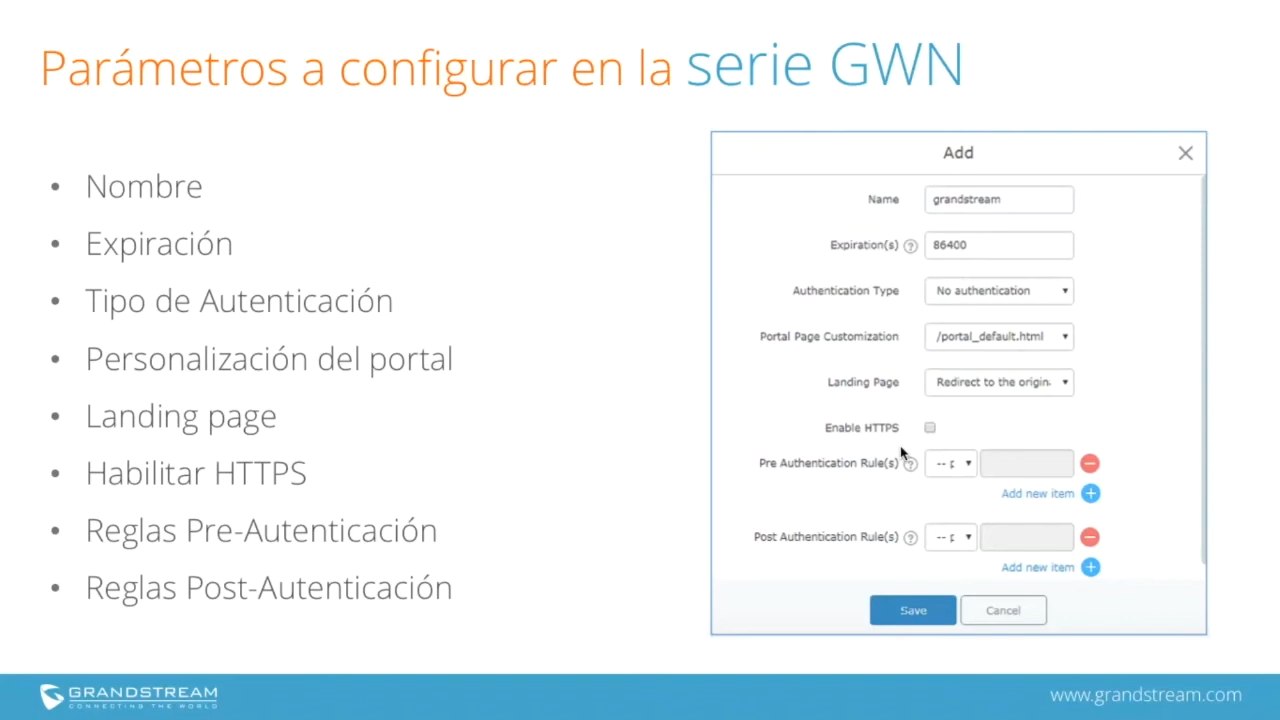 Parámetros a configurar en la serie GWN
• Nombre
• Expiración
• Tipo de Autenticación
• Personalización del portal
• Landing page
• Habilitar HTTPS
• Reglas Pre-Autenticación
• Reglas Post-Autenticación
Add
Name grandstream
Expiration(s) ? 86400
Authentication Type No authentication
Portal Page Customization /portal_default.html
Landing Page Redirect to the origin.
Enable HTTPS
Pre Authentication Rule(s) ? --
Add new item
Post Authentication Rule(s) ? --
Add new item
Save Cancel
GRANDSTREAM
CONNECTING THE WORLD
www.grandstream.com